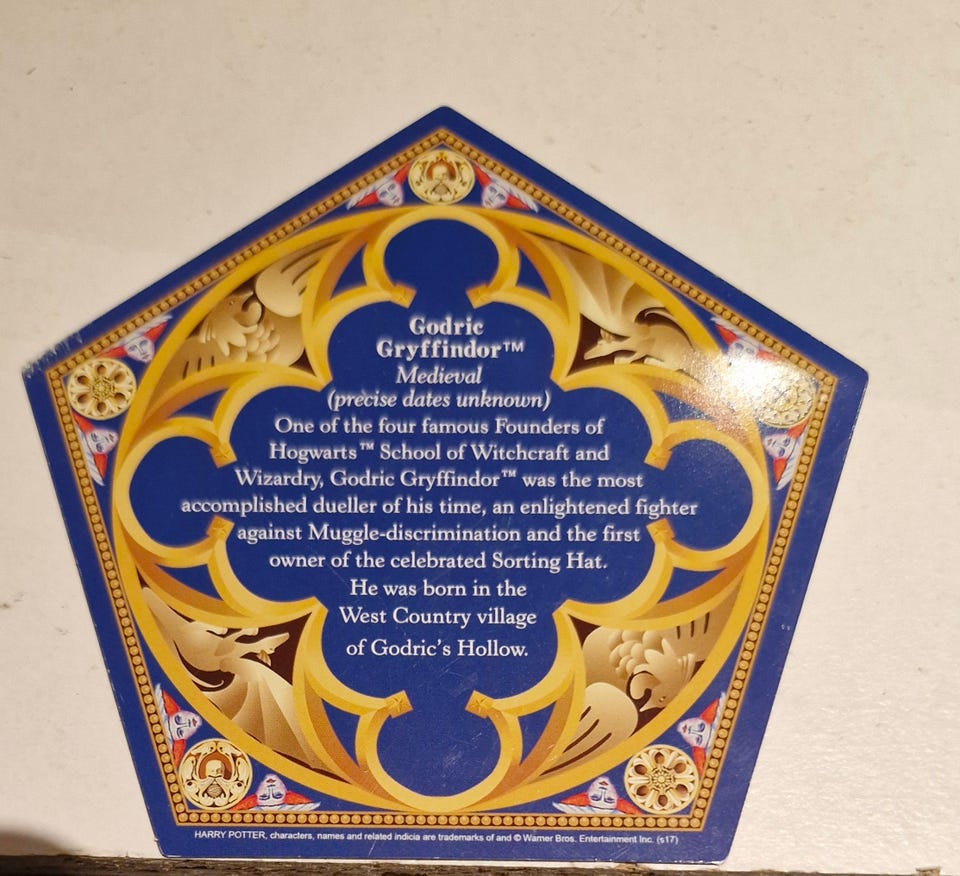 Godric
Gryffindor™
Medieval
(precise dates unknown)
One of the four famous Founders of
Hogwarts™ School of Witchcraft and
Wizardry, Godric Gryffindor™ was the most
accomplished dueller of his time, an enlightened fighter
against Muggle-discrimination and the first
owner of the celebrated Sorting Hat.
He was born in the
West Country village
of Godric's Hollow.
HARRY POTTER, characters, names and related indicia are trademarks of and © Warner Bros. Entertainment Inc. (s17)